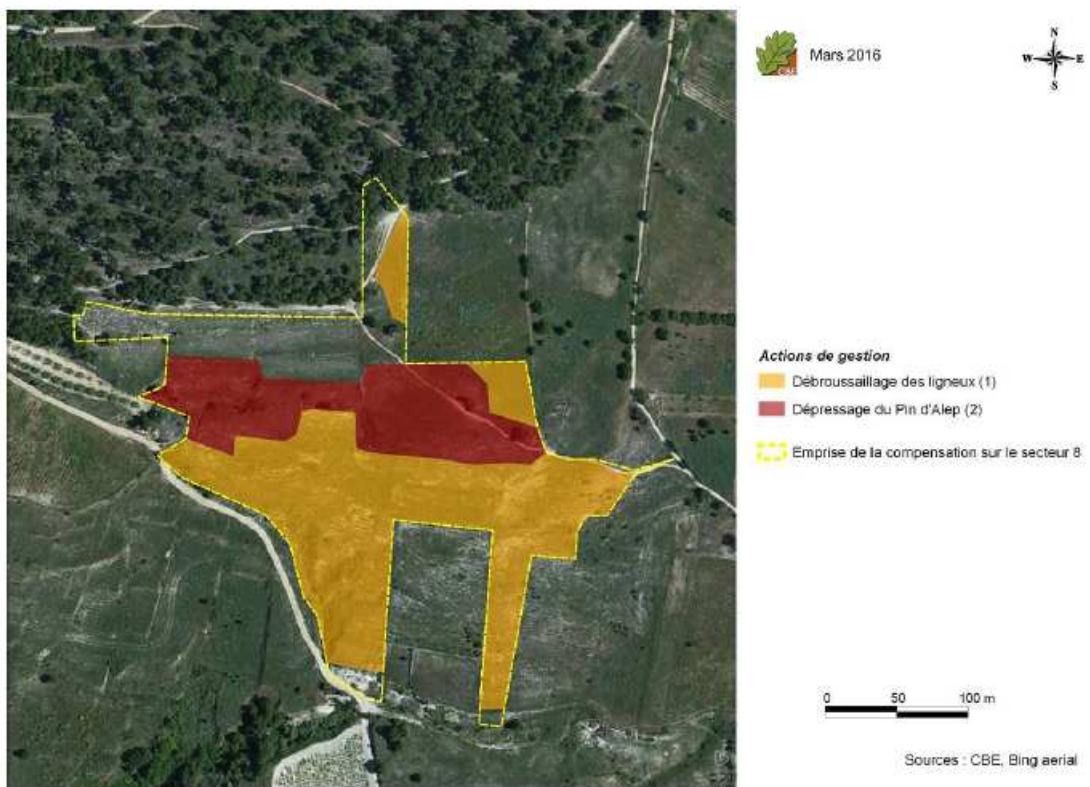 CBE
Mars 2016
N
W E
S
Actions de gestion
Débroussaillage des ligneux (1)
Dépressage du Pin d'Alep (2)
Emprise de la compensation sur le secteur 8
0 50 100 m
Sources : CBE, Bing aerial